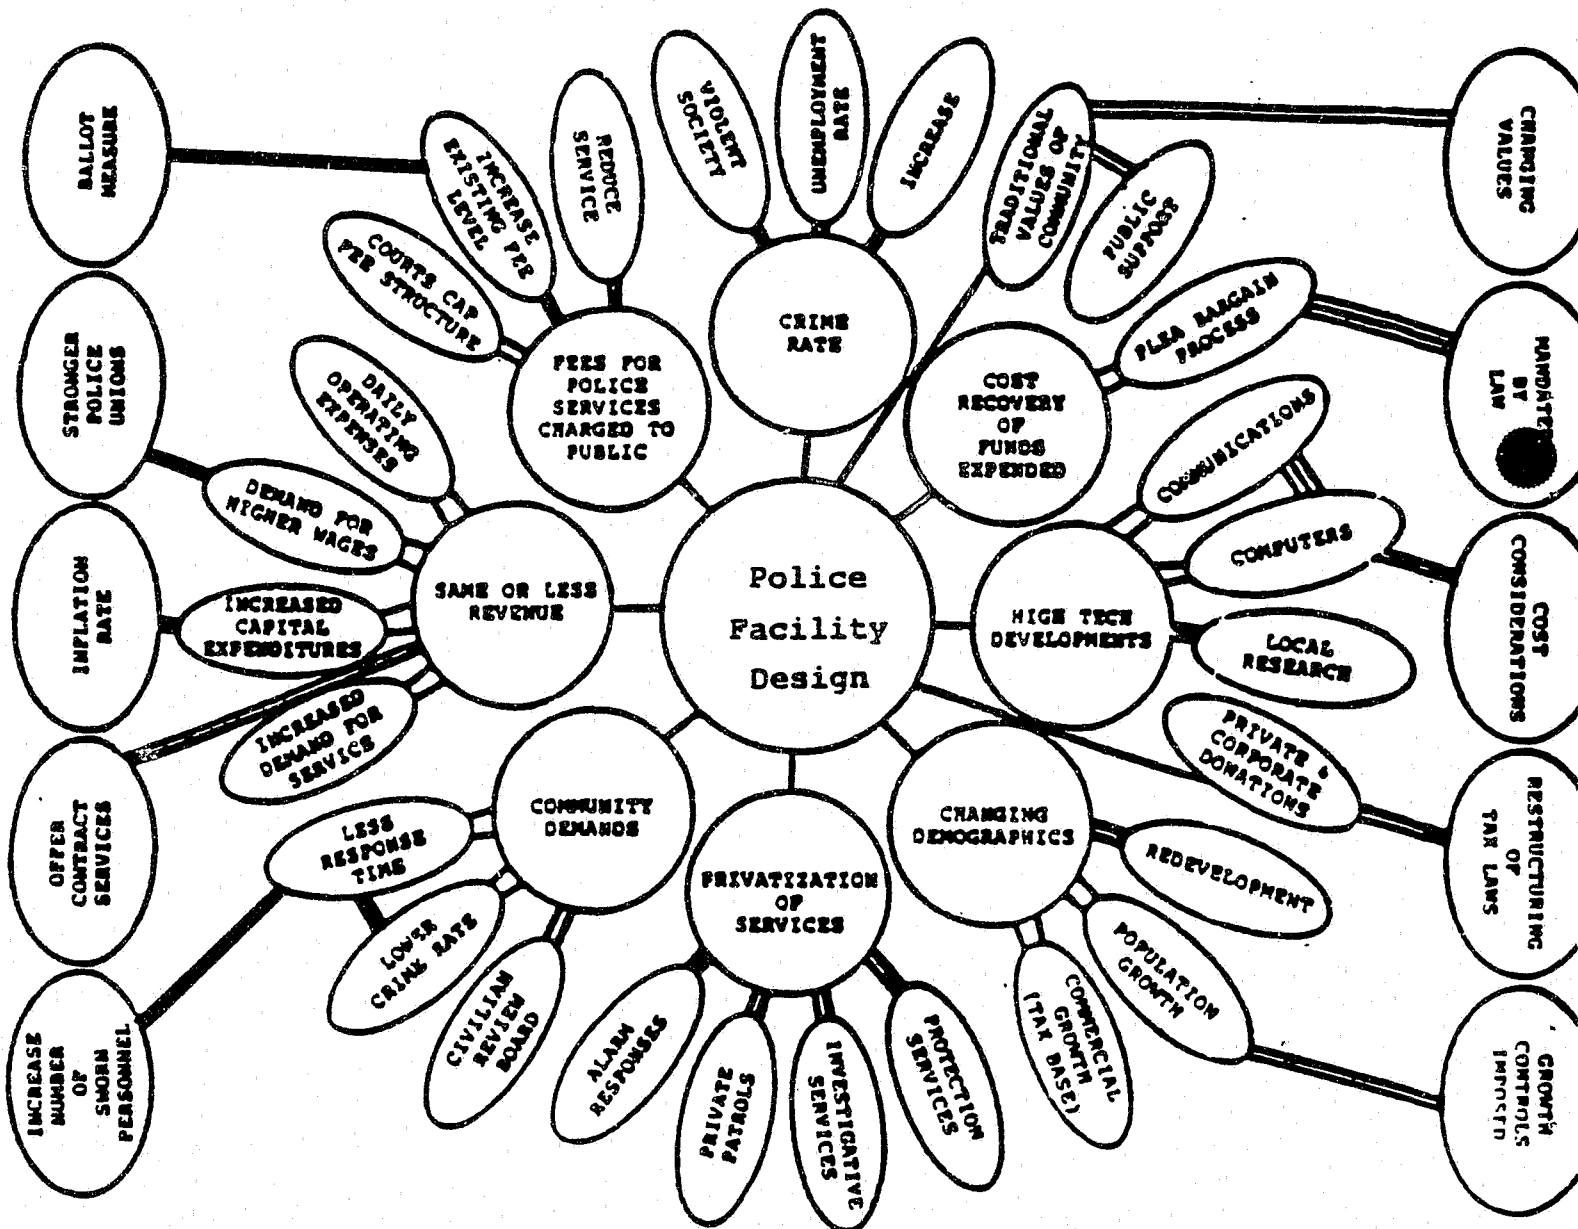 BALLOT
MEASURE
STRONGER
POLICE
UNIONS
INFLATION
RATE
OFFER
CONTRACT
SERVICES
INCREASE
NUMBER
OF
SWORN
PERSONNEL
REDUCE
SERVICE
INCREASE
EXISTING FEE
LEVEL
COURTS CAP
FEE STRUCTURE
FEES FOR
POLICE
SERVICES
CHARGED TO
PUBLIC
VIOLENT
SOCIETY
UNEMPLOYMENT
RATE
INCREASE
CRIME
RATE
TRADITIONAL
VALUES OF
COMMUNITY
PUBLIC
SUPPORT
PLEA BARGAIN
PROCESS
COST
RECOVERY
OF
FUNDS
EXPENDED
DAILY
OPERATING
EXPENSES
DEMAND FOR
HIGHER WAGES
INCREASED
CAPITAL
EXPENDITURES
INCREASED
DEMAND FOR
SERVICE
SAME OR LESS
REVENUE
Police
Facility
Design
HIGH TECH
DEVELOPMENTS
COMMUNICATIONS
COMPUTERS
LOCAL
RESEARCH
PRIVATE &
CORPORATE
DONATIONS
LESS
RESPONSE
TIME
LOWER
CRIME RATE
CIVILIAN
REVIEW
BOARD
COMMUNITY
DEMANDS
PRIVATIZATION
OF
SERVICES
ALARM
RESPONSES
PRIVATE
PATROLS
INVESTIGATIVE
SERVICES
PROTECTION
SERVICES
CHANGING
DEMOGRAPHICS
REDEVELOPMENT
POPULATION
GROWTH
COMMERCIAL
GROWTH
(TAX BASE)
CHANGING
VALUES
BY
LAW
COST
CONSIDERATIONS
RESTRUCTURING
OF
TAX LAWS
GROWTH
CONTROLS
IMPOSED